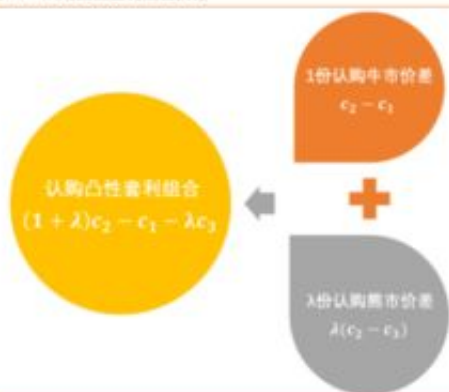 认购凸性套利组合
(1 + λ)c₂ − c₁ − λc₃
1份认购牛市价差
c₂ − c₁
λ份认购熊市价差
λ(c₂ − c₃)